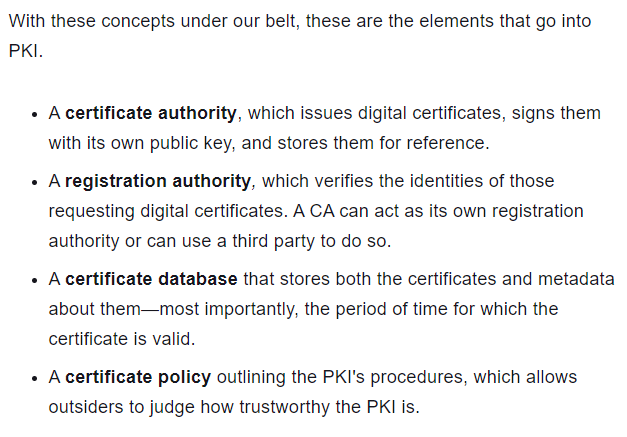 With these concepts under our belt, these are the elements that go into
PKI.
• A certificate authority, which issues digital certificates, signs them
with its own public key, and stores them for reference.
• A registration authority, which verifies the identities of those
requesting digital certificates. A CA can act as its own registration
authority or can use a third party to do so.
• A certificate database that stores both the certificates and metadata
about them—most importantly, the period of time for which the
certificate is valid.
• A certificate policy outlining the PKI's procedures, which allows
outsiders to judge how trustworthy the PKI is.